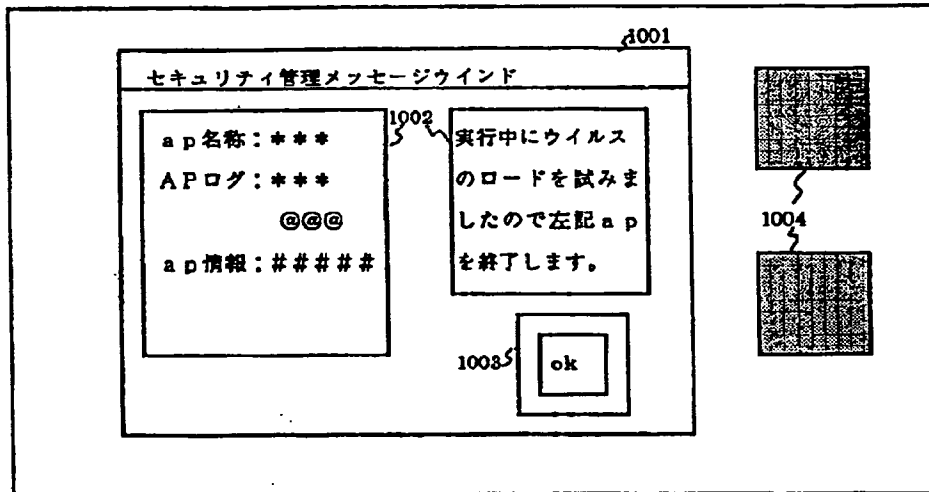 1001
セキュリティ管理メッセージウインド
ap名称：＊＊＊
APログ：＊＊＊
@@@
ap情報：＃＃＃＃＃
1002
実行中にウイルス
のロードを試みま
したので左記ap
を終了します。
1003
ok
1004